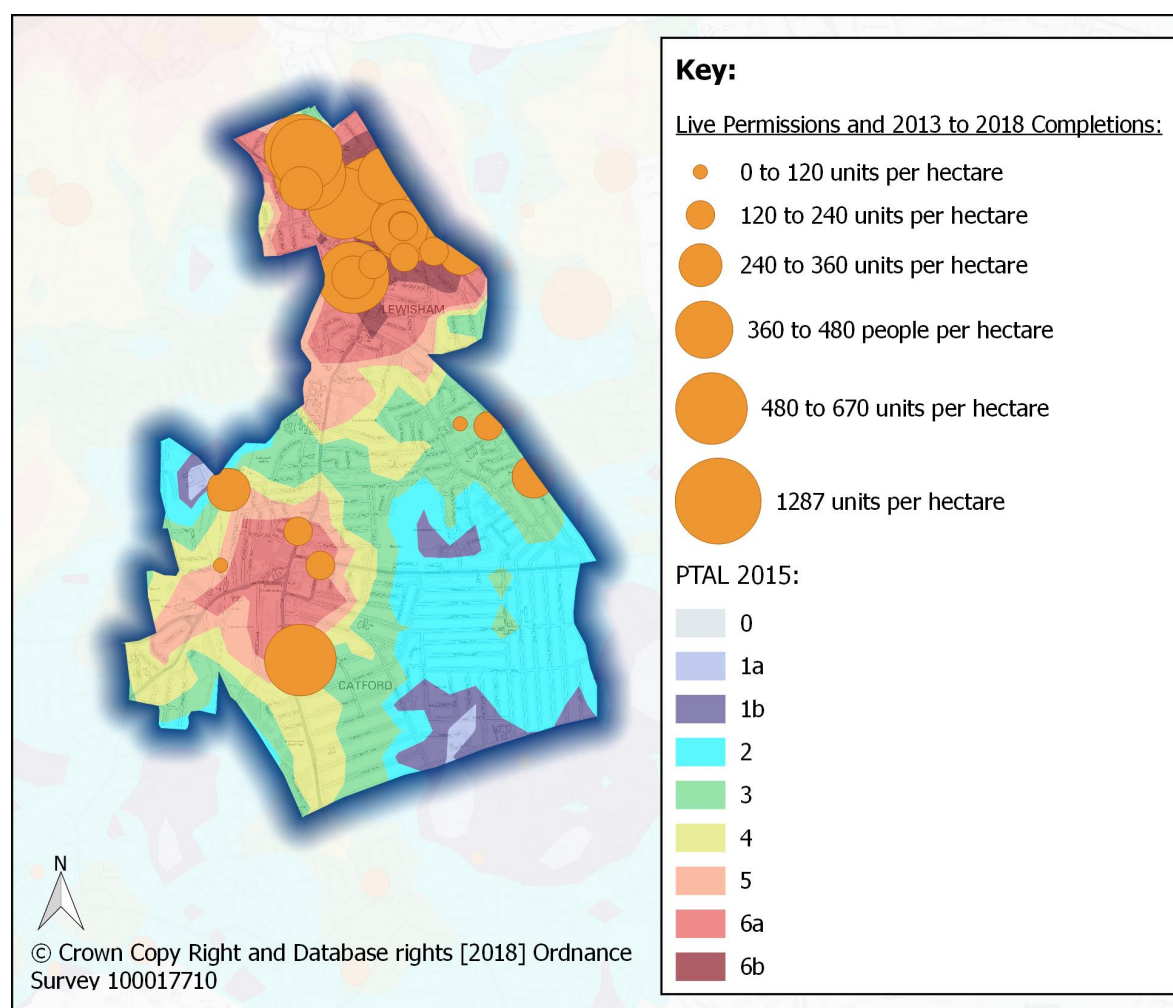 Key:
Live Permissions and 2013 to 2018 Completions:
0 to 120 units per hectare
120 to 240 units per hectare
240 to 360 units per hectare
360 to 480 people per hectare
480 to 670 units per hectare
1287 units per hectare
PTAL 2015:
0
1a
1b
2
3
4
5
6a
6b
LEWISHAM
CATFORD
N
© Crown Copy Right and Database rights [2018] Ordnance
Survey 100017710